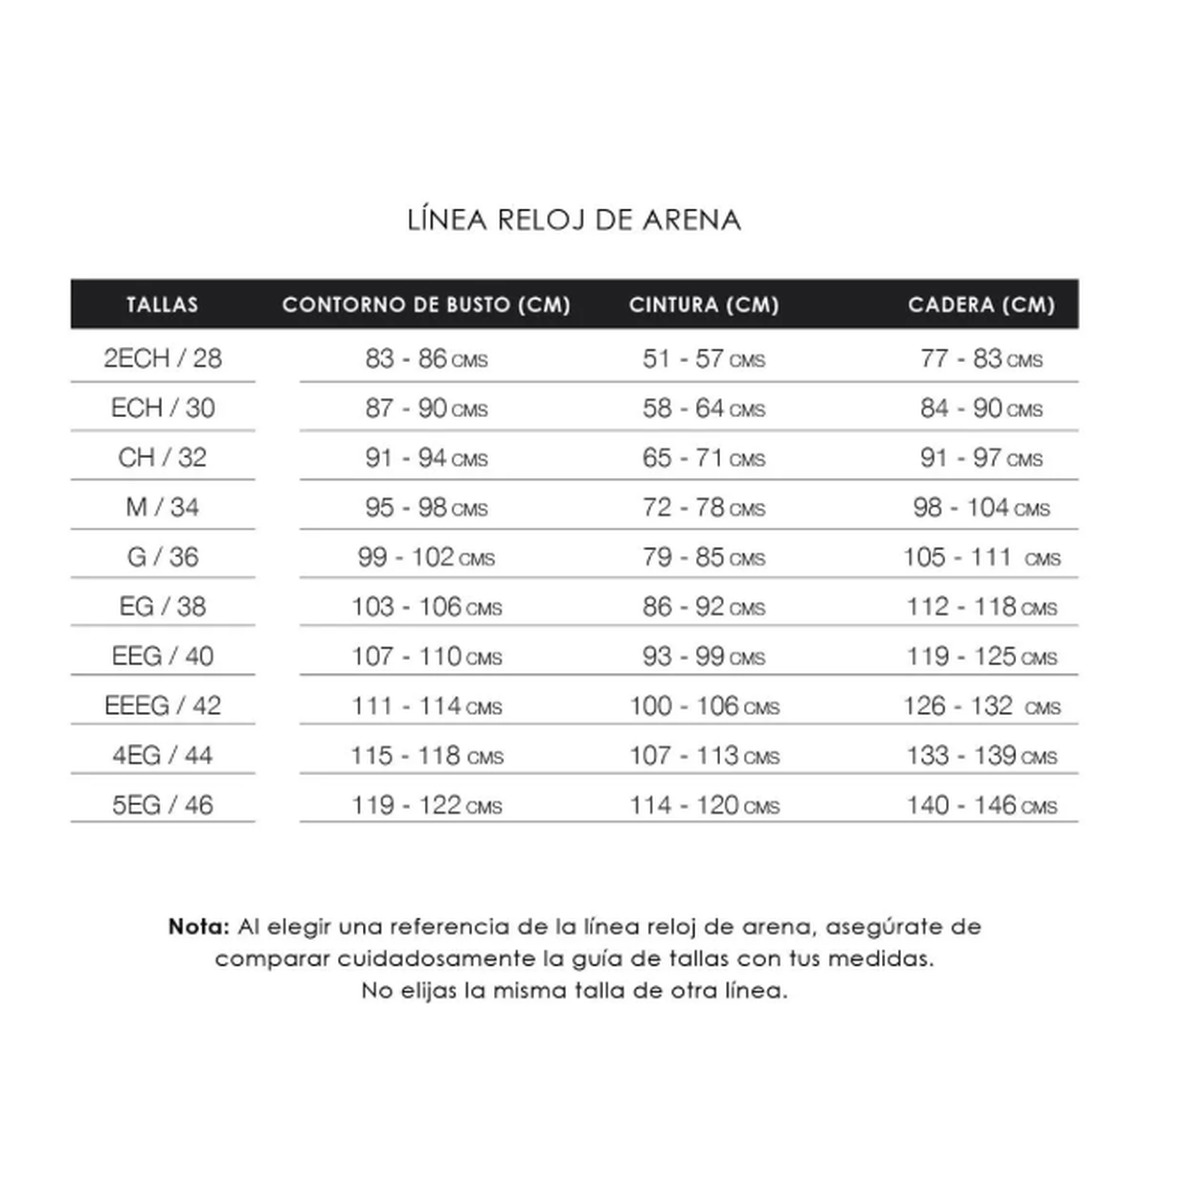 LÍNEA RELOJ DE ARENA
TALLAS CONTORNO DE BUSTO (CM) CINTURA (CM) CADERA (CM)
2ECH / 28 83 - 86 CMS 51 - 57 CMS 77 - 83 CMS
ECH / 30 87 - 90 CMS 58 - 64 CMS 84 - 90 CMS
CH / 32 91 - 94 CMS 65 - 71 CMS 91 - 97 CMS
M / 34 95 - 98 CMS 72 - 78 CMS 98 - 104 CMS
G / 36 99 - 102 CMS 79 - 85 CMS 105 - 111 CMS
EG / 38 103 - 106 CMS 86 - 92 CMS 112 - 118 CMS
EEG / 40 107 - 110 CMS 93 - 99 CMS 119 - 125 CMS
EEEG / 42 111 - 114 CMS 100 - 106 CMS 126 - 132 CMS
4EG / 44 115 - 118 CMS 107 - 113 CMS 133 - 139 CMS
5EG / 46 119 - 122 CMS 114 - 120 CMS 140 - 146 CMS
Nota: Al elegir una referencia de la línea reloj de arena, asegúrate de
comparar cuidadosamente la guía de tallas con tus medidas.
No elijas la misma talla de otra línea.